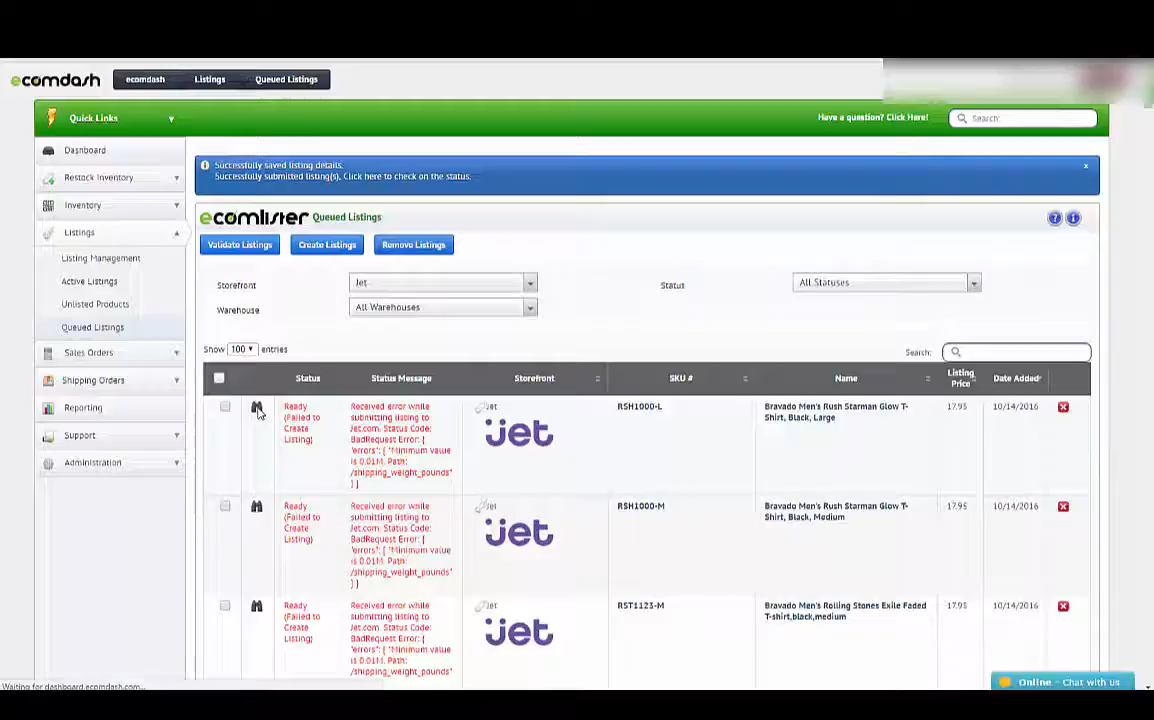 ecomdash ecomdash Listings Queued Listings
Quick Links Have a question? Click Here! Search:
Dashboard
Restock Inventory
Inventory
Listings
Listing Management
Active Listings
Unlisted Products
Queued Listings
Sales Orders
Shipping Orders
Reporting
Support
Administration
Successfully saved listing details.
Successfully submitted listing(s), Click here to check on the status.
x
ecomlister Queued Listings
Validate Listings Create Listings Remove Listings
Storefront Jet Status All Statuses
Warehouse All Warehouses
Show 100 entries Search:
Status Status Message Storefront SKU # Name Listing Price Date Added
Ready
(Failed to
Create
Listing)
Received error while
submitting listing to
Jet.com. Status Code:
BadRequest Error: {
"errors": [ "Minimum value
is 0.01M. Path:
/shipping_weight_pounds"
] }
Jet
jet
RSH1000-L
Bravado Men's Rush Starman Glow T-
Shirt, Black, Large
17.95
10/14/2016
Ready
(Failed to
Create
Listing)
Received error while
submitting listing to
Jet.com. Status Code:
BadRequest Error: {
"errors": [ "Minimum value
is 0.01M. Path:
/shipping_weight_pounds"
] }
Jet
jet
RSH1000-M
Bravado Men's Rush Starman Glow T-
Shirt, Black, Medium
17.95
10/14/2016
Ready
(Failed to
Create
Listing)
Received error while
submitting listing to
Jet.com. Status Code:
BadRequest Error: {
"errors": [ "Minimum value
is 0.01M. Path:
/shipping_weight_pounds"
Jet
jet
RST1123-M
Bravado Men's Rolling Stones Exile Faded
T-shirt,black,medium
17.95
10/14/2016
Waiting for dashboard.ecomdash.com...
Online - Chat with us